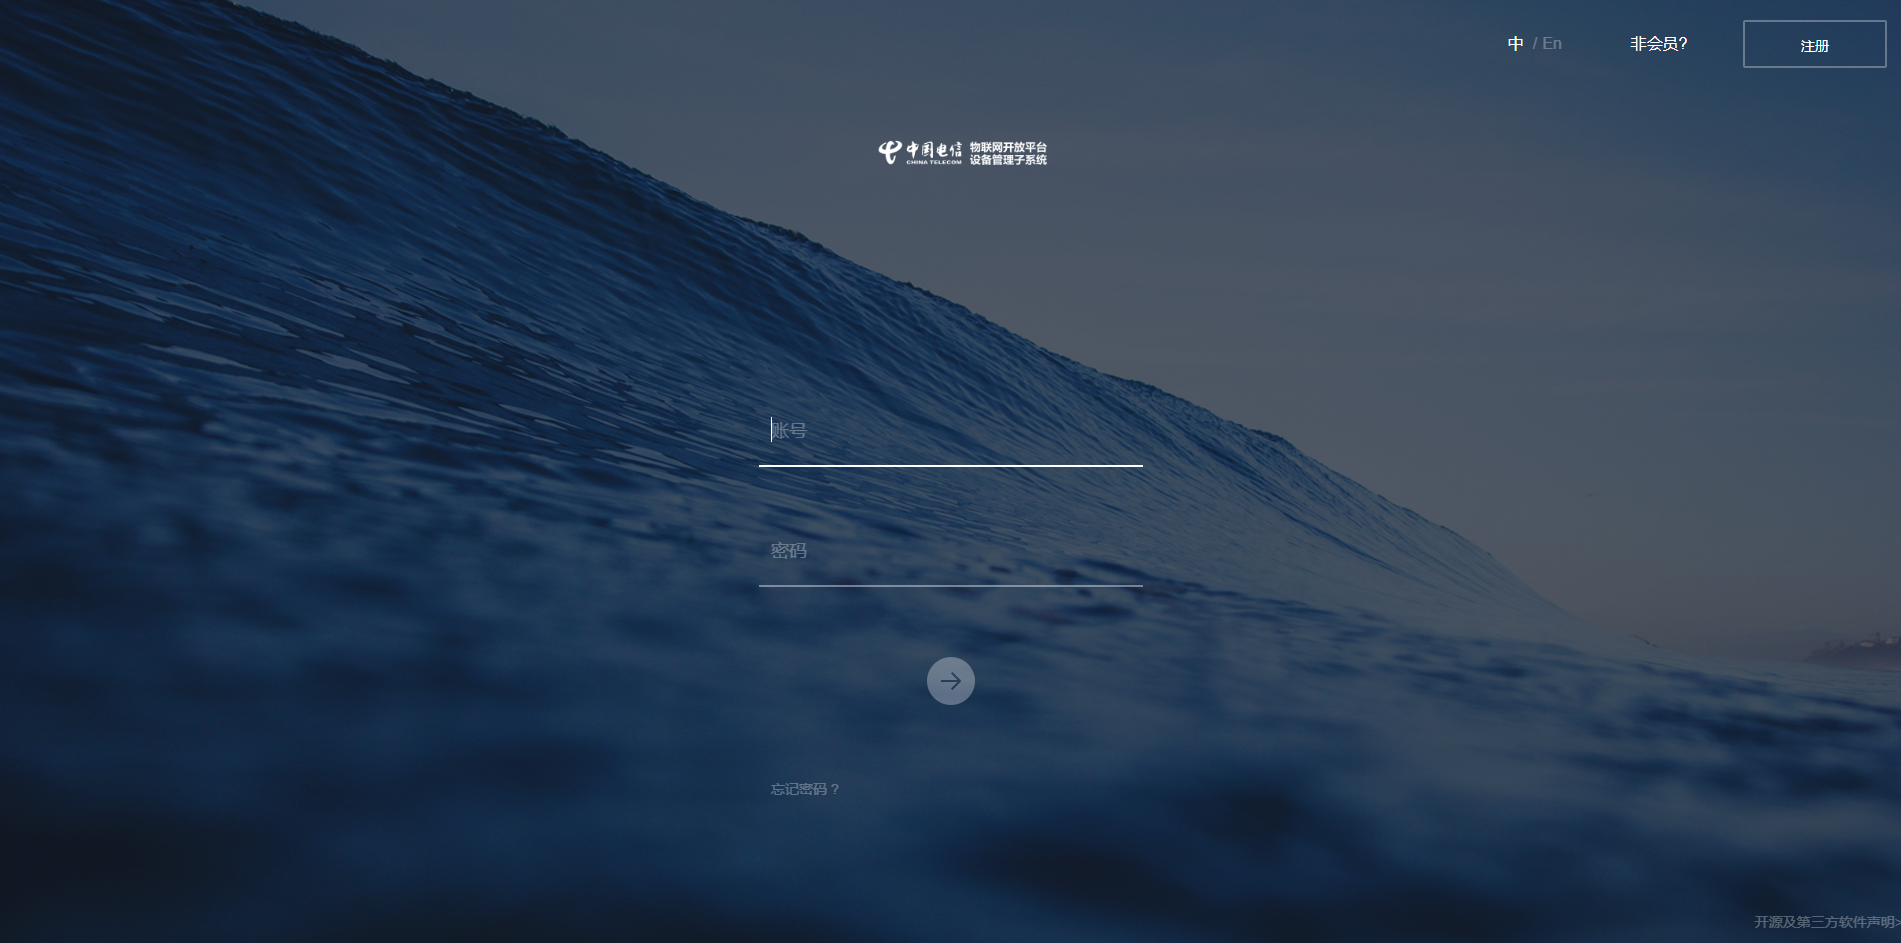 中 / En 非会员? 注册
中国电信 物联网开放平台
CHINA TELECOM 设备管理子系统
账号
密码
忘记密码？
开源及第三方软件声明>